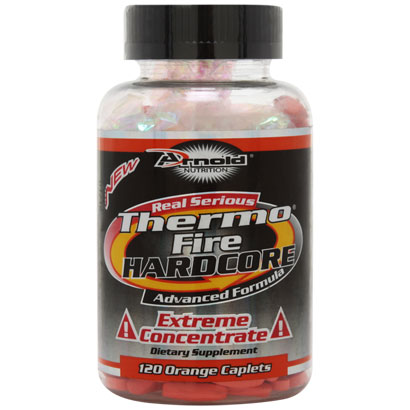 NEW
Arnold®
NUTRITION
Real Serious
Thermo®
Fire
HARDCORE
Advanced Formula
! Extreme !
Concentrate
Dietary Supplement
120 Orange Caplets